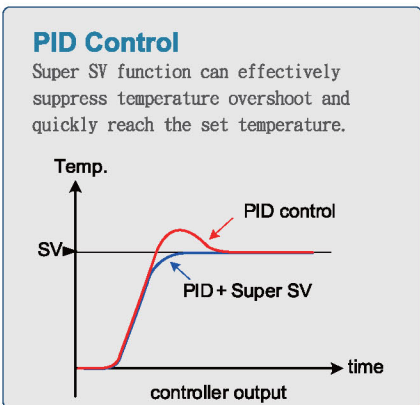 PID Control
Super SV function can effectively
suppress temperature overshoot and
quickly reach the set temperature.
Temp.
PID control
SV
PID + Super SV
time
controller output